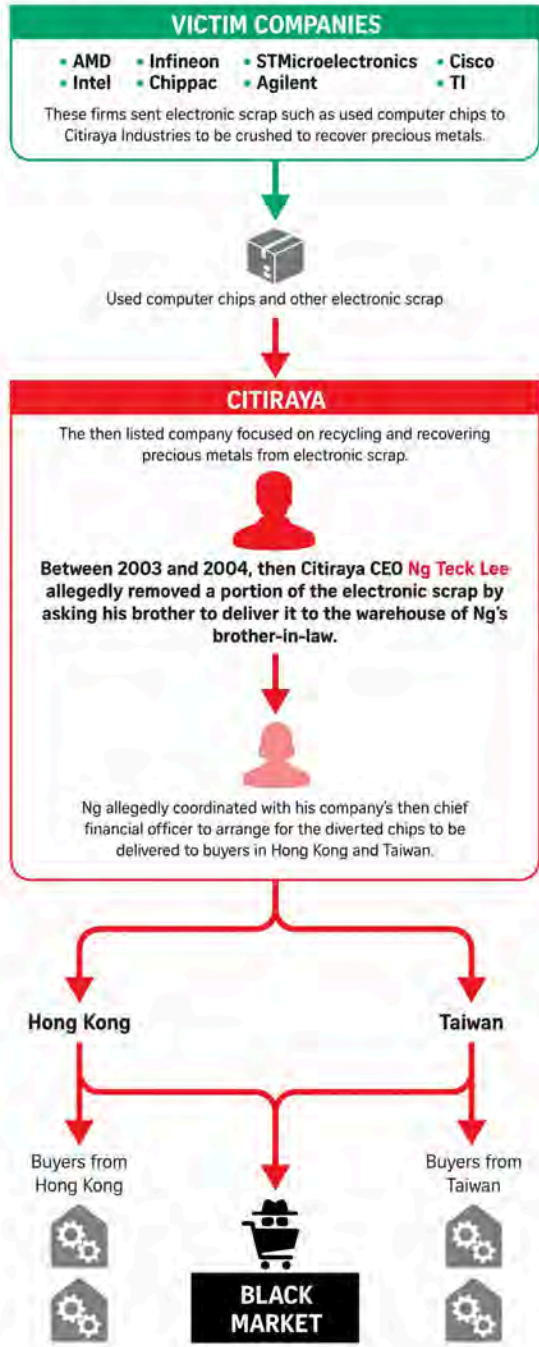 VICTIM COMPANIES
• AMD • Infineon • STMicroelectronics • Cisco
• Intel • Chippac • Agilent • TI
These firms sent electronic scrap such as used computer chips to
Citiraya Industries to be crushed to recover precious metals.
Used computer chips and other electronic scrap
CITIRAYA
The then listed company focused on recycling and recovering
precious metals from electronic scrap.
Between 2003 and 2004, then Citiraya CEO Ng Teck Lee
allegedly removed a portion of the electronic scrap by
asking his brother to deliver it to the warehouse of Ng's
brother-in-law.
Ng allegedly coordinated with his company's then chief
financial officer to arrange for the diverted chips to be
delivered to buyers in Hong Kong and Taiwan.
Hong Kong
Taiwan
Buyers from
Hong Kong
Buyers from
Taiwan
BLACK
MARKET